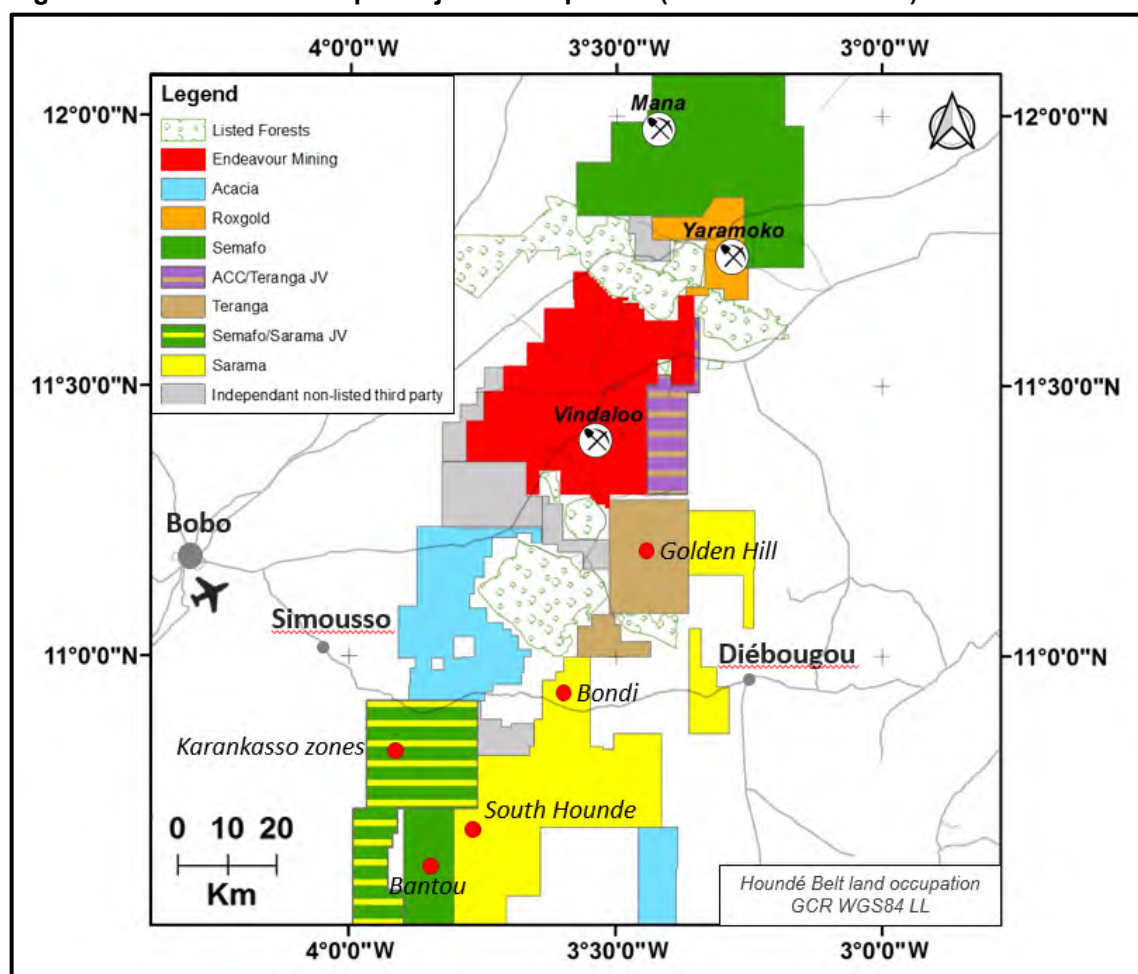 4°0'0"W 3°30'0"W 3°0'0"W
12°0'0"N
12°0'0"N
Legend
Listed Forests
Endeavour Mining
Acacia
Roxgold
Semafo
ACC/Teranga JV
Teranga
Semafo/Sarama JV
Sarama
Independant non-listed third party
Mana
Yaramoko
11°30'0"N
11°30'0"N
Vindaloo
Bobo
Golden Hill
Simousso
11°0'0"N
11°0'0"N
Diébougou
Bondi
Karankasso zones
South Hounde
0 10 20
Km
Bantou
Houndé Belt land occupation
GCR WGS84 LL
4°0'0"W 3°30'0"W 3°0'0"W